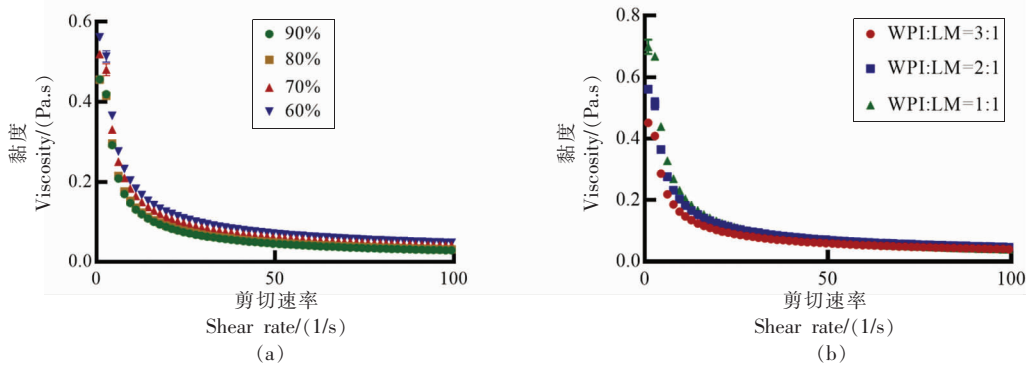 0.6
0.4
0.2
0.0
黏度
Viscosity/(Pa.s)
90%
80%
70%
60%
0
50
100
剪切速率
Shear rate/(1/s)
(a)
0.8
0.6
0.4
0.2
0.0
黏度
Viscosity/(Pa.s)
WPI:LM=3:1
WPI:LM=2:1
WPI:LM=1:1
0
50
100
剪切速率
Shear rate/(1/s)
(b)